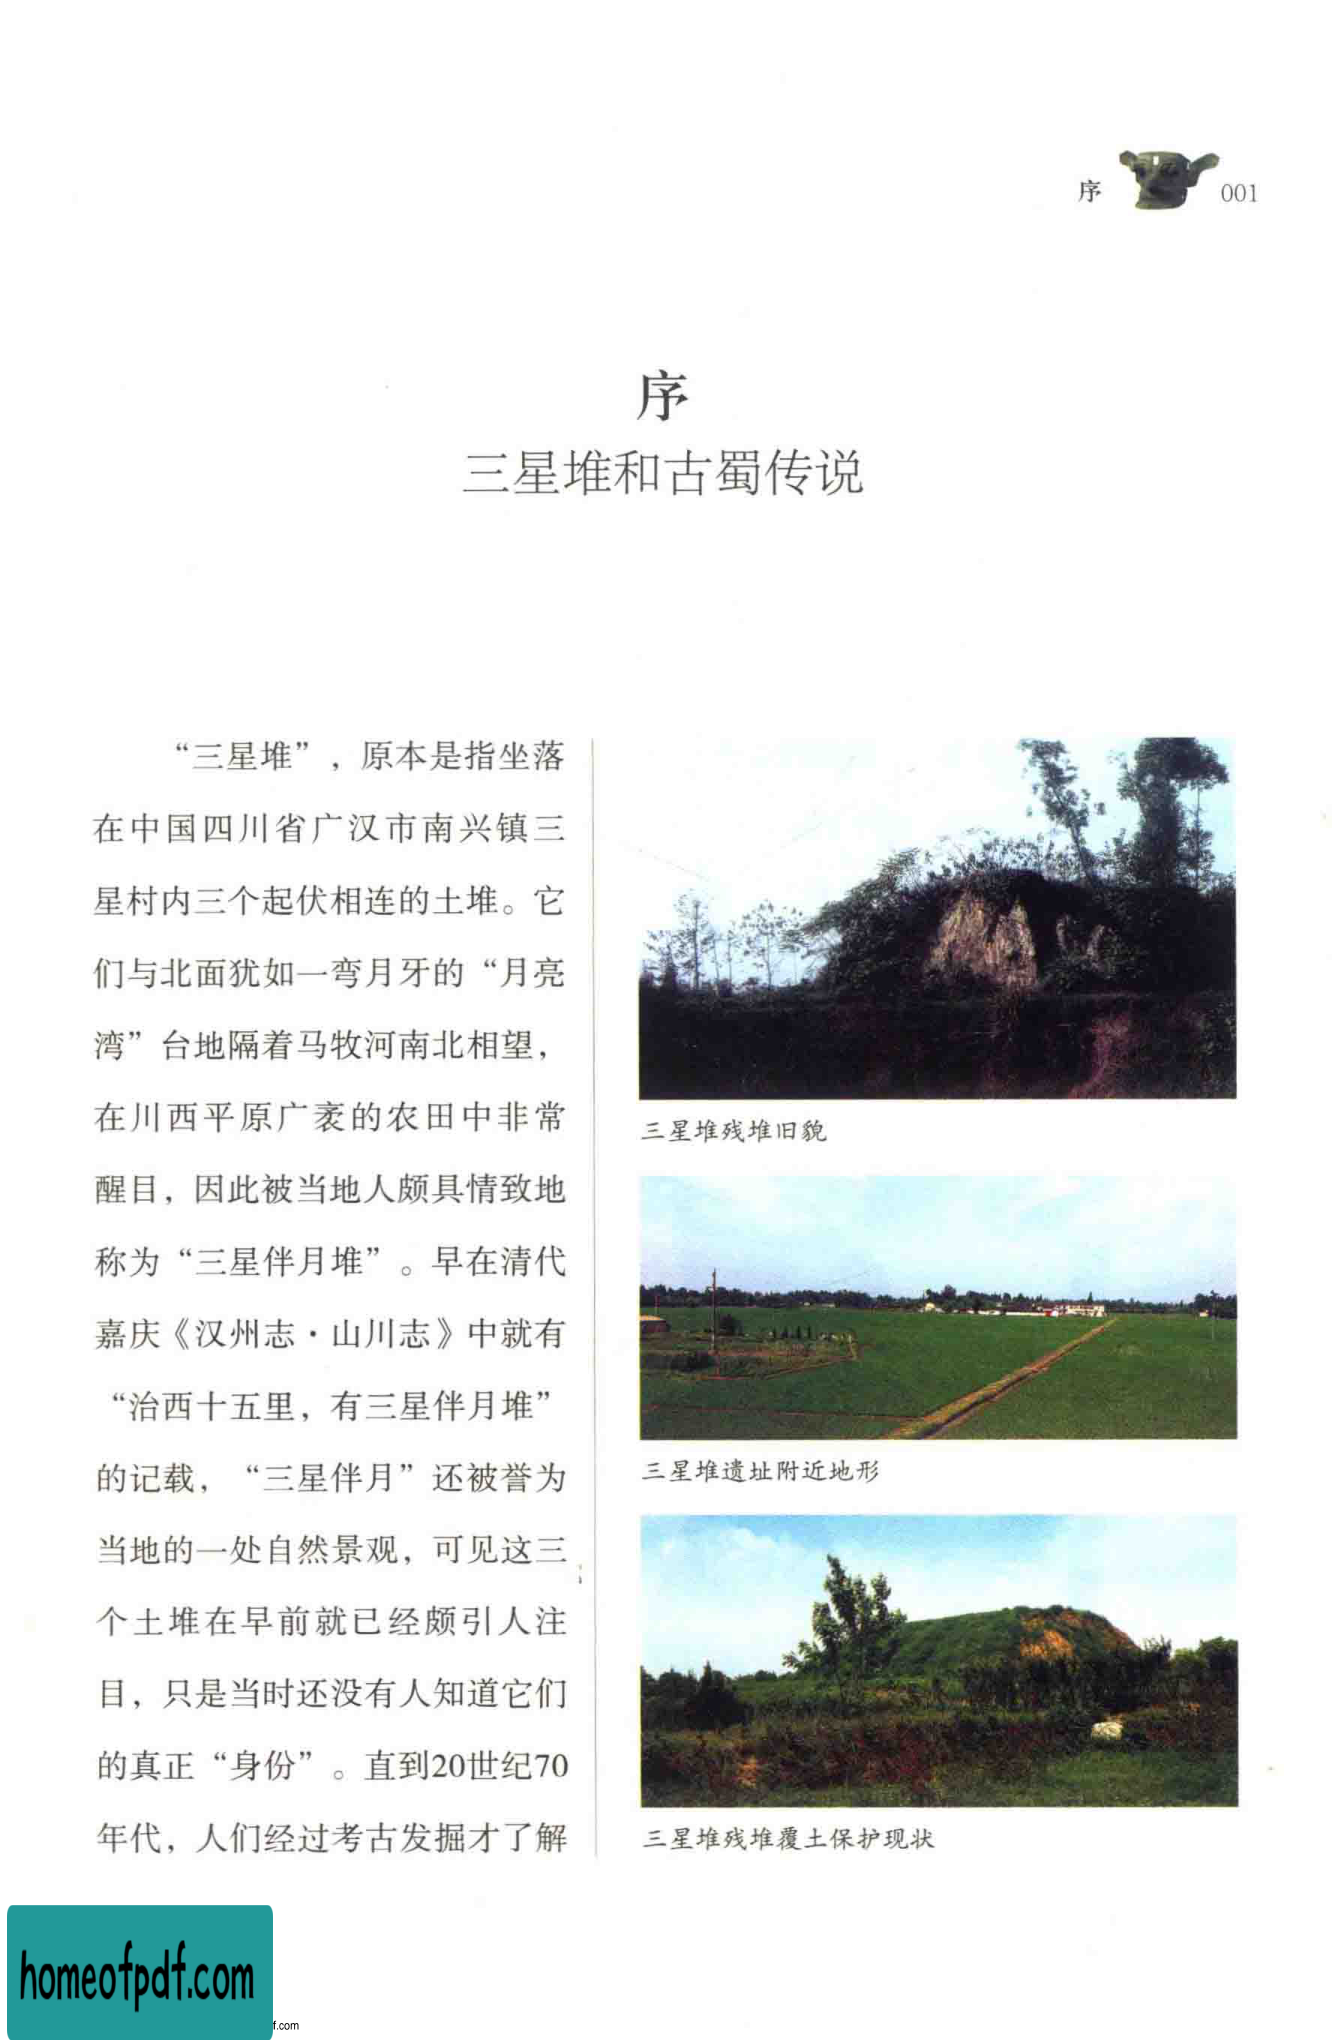 序
001
序
三星堆和古蜀传说
“三星堆”，原本是指坐落
在中国四川省广汉市南兴镇三
星村内三个起伏相连的土堆。它
们与北面犹如一弯月牙的“月亮
湾”台地隔着马牧河南北相望，
在川西平原广袤的农田中非常
醒目，因此被当地人颇具情致地
称为“三星伴月堆”。早在清代
嘉庆《汉州志·山川志》中就有
“治西十五里，有三星伴月堆”
的记载，“三星伴月”还被誉为
当地的一处自然景观，可见这三
个土堆在早前就已经颇引人注
目，只是当时还没有人知道它们
的真正“身份”。直到20世纪70
年代，人们经过考古发掘才了解
三星堆残堆旧貌
三星堆遗址附近地形
三星堆残堆覆土保护现状
homeofpdf.com
f.com